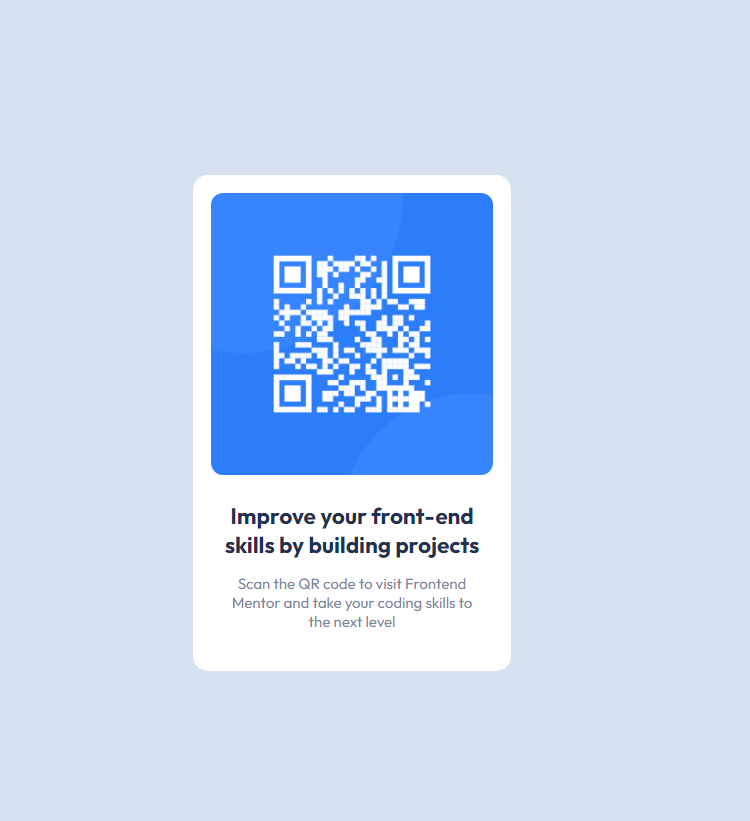 Improve your front-end
skills by building projects
Scan the QR code to visit Frontend
Mentor and take your coding skills to
the next level